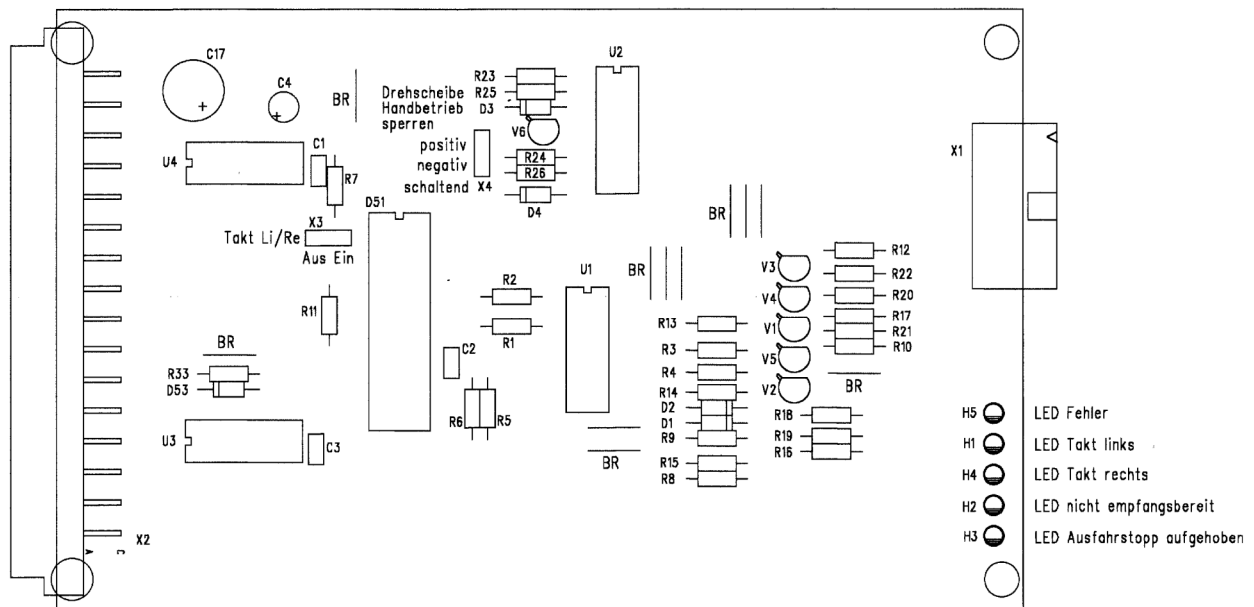 C17
C4
BR
Drehscheibe
Handbetrieb
sperren
R23
R25
D3
V6
U2
positiv
negativ
schaltend
X4
R24
R26
D4
X1
U4
C1
R7
D51
X3
Takt Li/Re
Aus Ein
BR
BR
R11
R2
R1
U1
V3
V4
V1
V5
V2
R12
R22
R20
R17
R21
R10
BR
BR
R33
D53
C2
R13
R3
R4
R14
D2
D1
R9
R15
R8
R6
R5
BR
R18
R19
R16
U3
C3
X2
H5 LED Fehler
H1 LED Takt links
H4 LED Takt rechts
H2 LED nicht empfangsbereit
H3 LED Ausfahrstopp aufgehoben